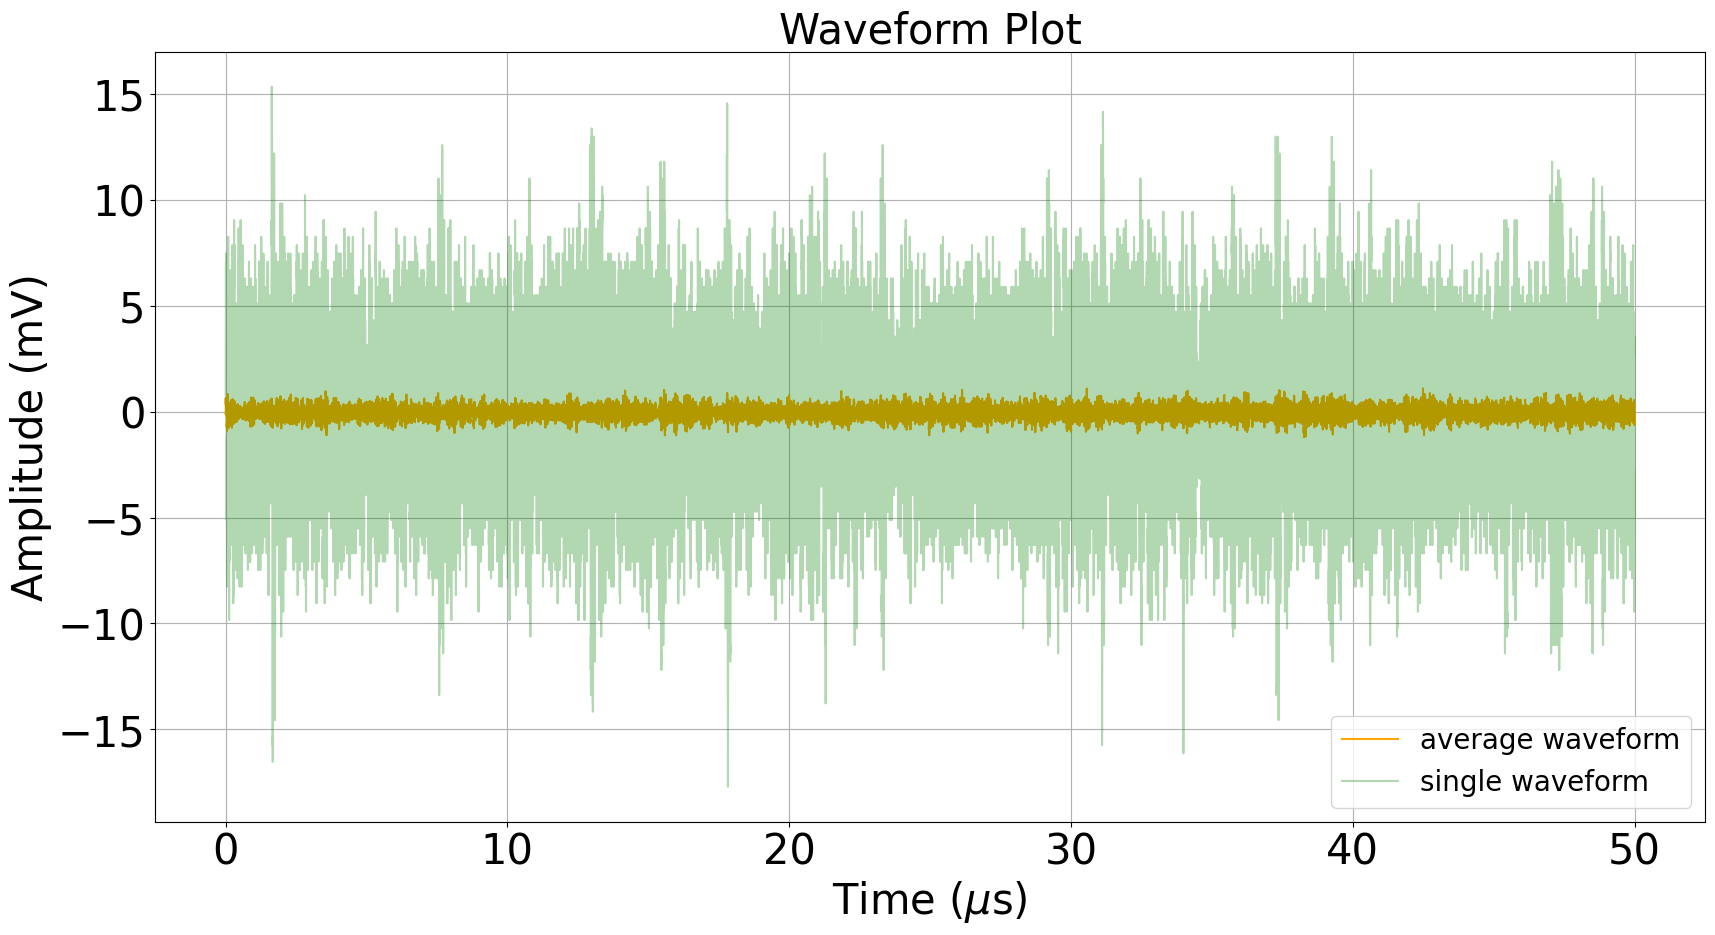 Waveform Plot
Amplitude (mV)
15
10
5
0
−5
−10
−15
average waveform
single waveform
0 10 20 30 40 50
Time (μs)